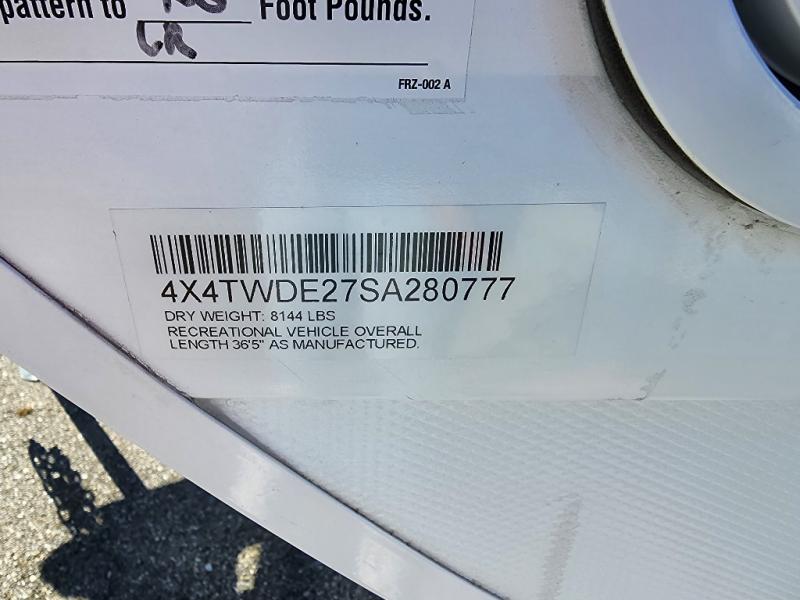 pattern to
Foot Pounds.
FRZ-002 A
4X4TWDE27SA280777
DRY WEIGHT: 8144 LBS
RECREATIONAL VEHICLE OVERALL
LENGTH 36'5" AS MANUFACTURED.